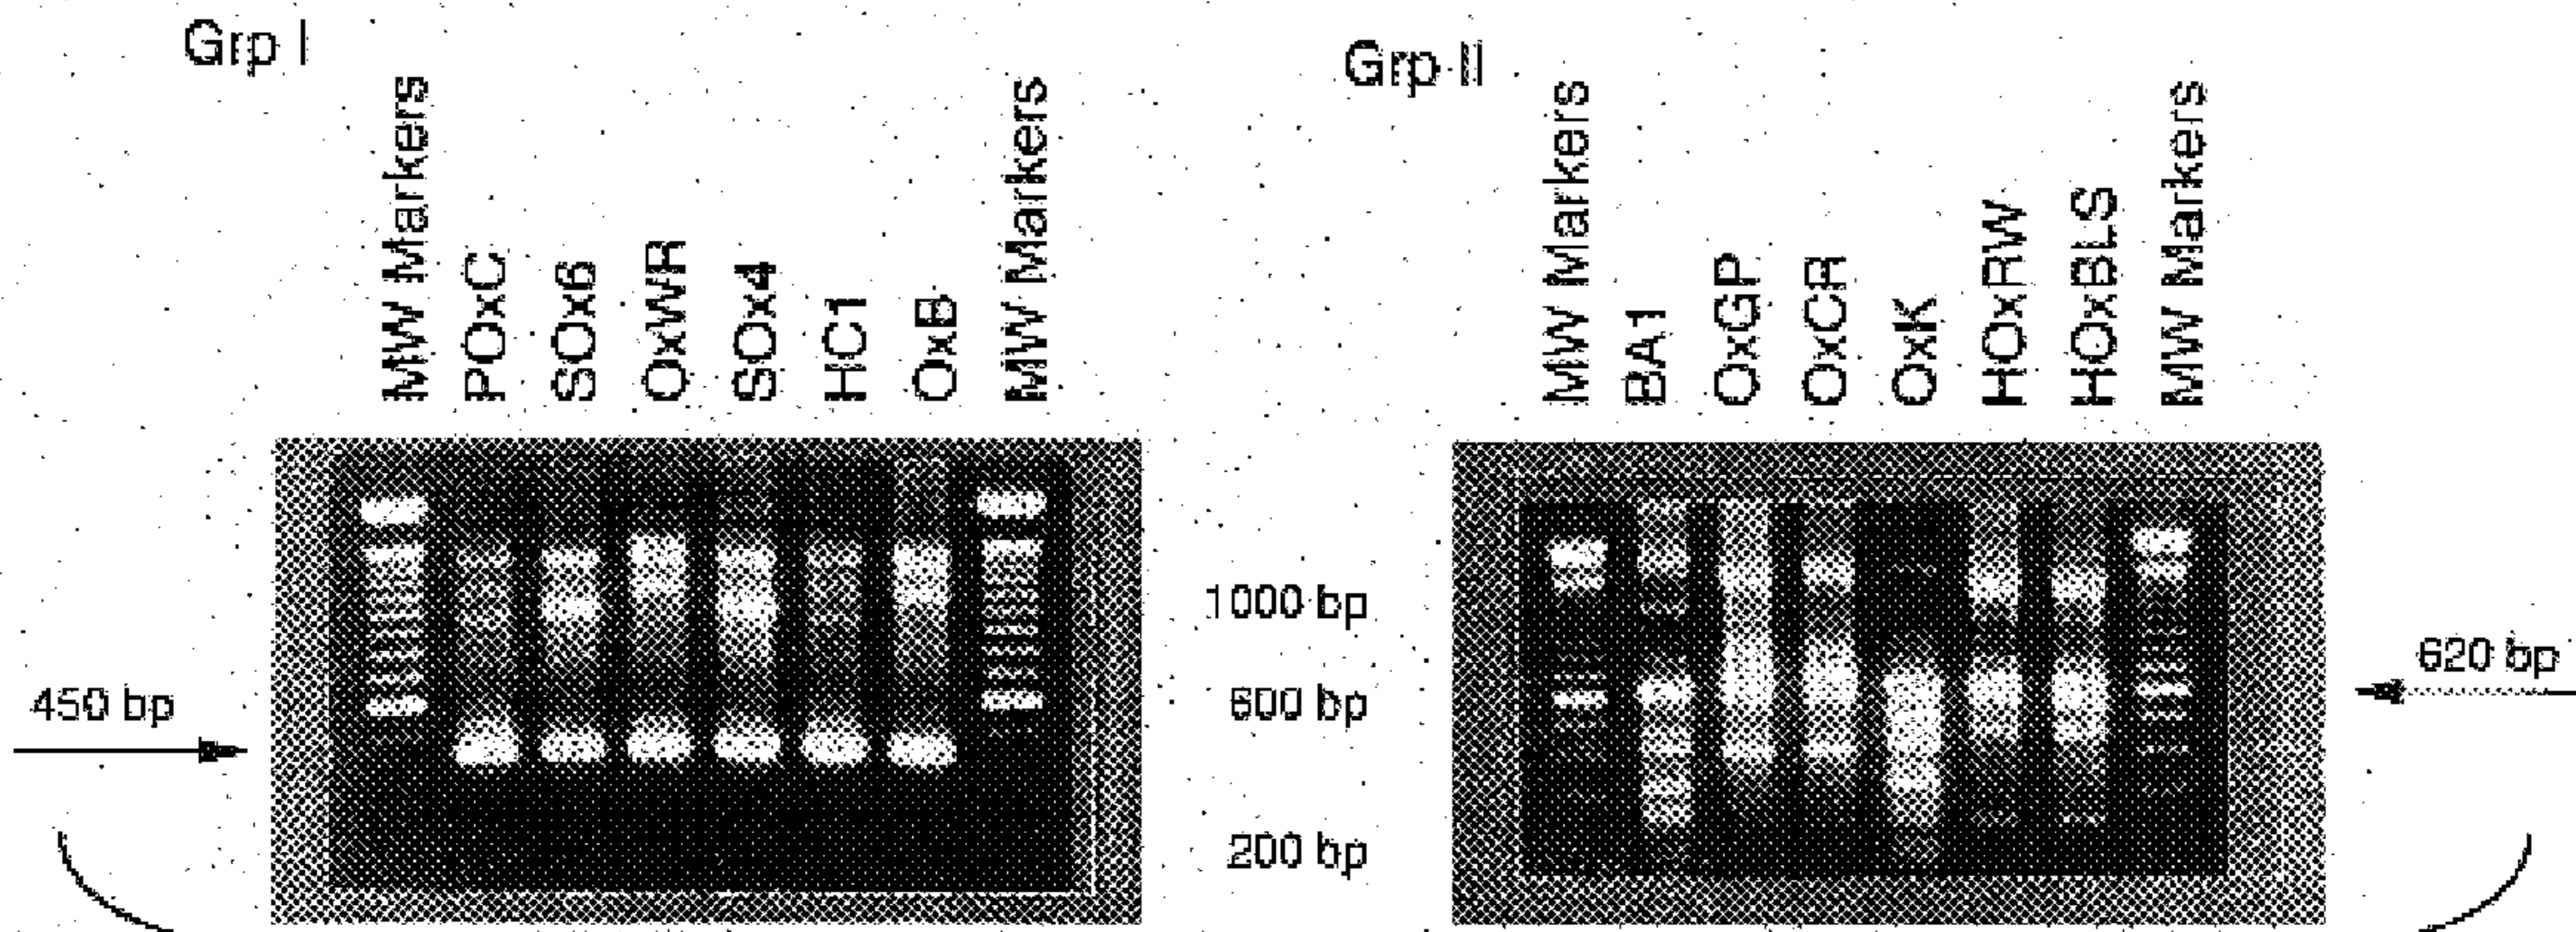 Grp I
MW Markers
POxC
SOx6
OxWR
SOx4
HC1
OxB
MW Markers
450 bp
1000 bp
600 bp
200 bp
Grp II
MW Markers
BA1
OxGP
OxCR
OxK
HOxRW
HOxBLS
MW Markers
620 bp